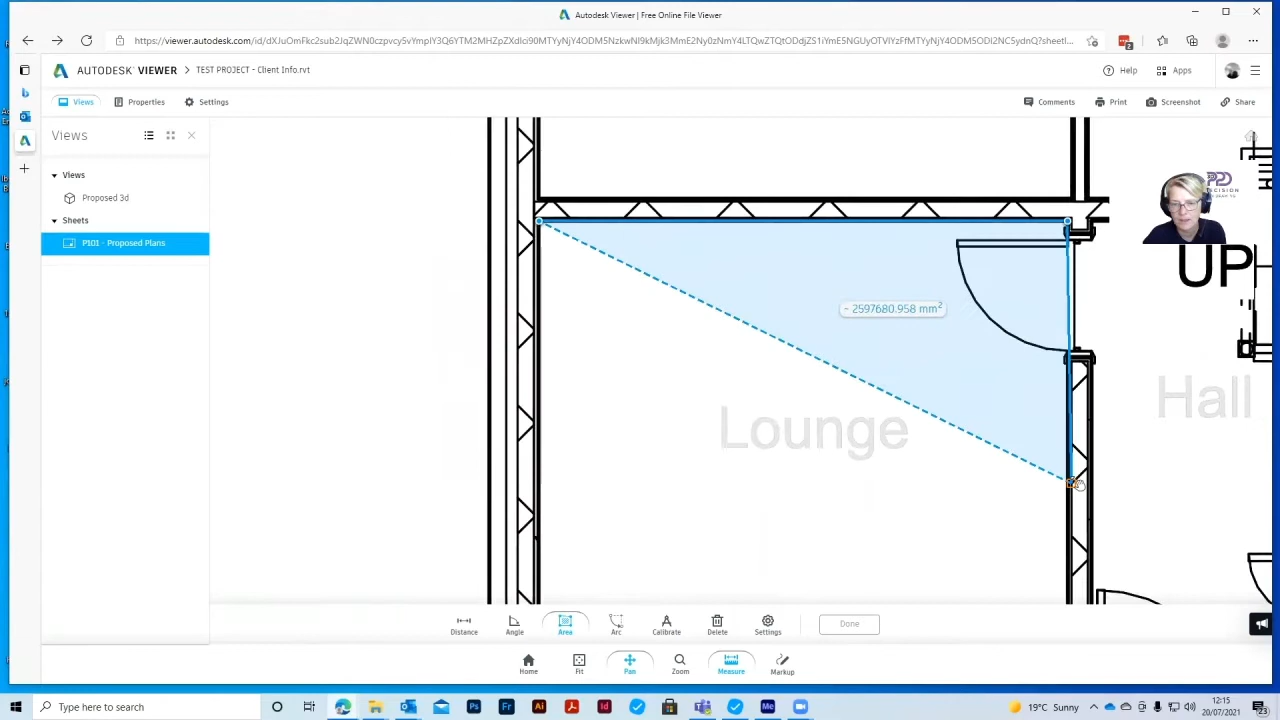 Autodesk Viewer | Free Online File Viewer
AUTODESK VIEWER > TEST PROJECT - Client Info.rvt
Help
Apps
Views
Properties
Settings
Comments
Print
Screenshot
Share
Views
Views
Proposed 3d
Sheets
P101 - Proposed Plans
~ 2597680.958 mm²
Lounge
Hall
UP
Distance
Angle
Area
Arc
Calibrate
Delete
Settings
Done
Home
Fit
Pan
Zoom
Measure
Markup
Type here to search
19°C Sunny
12:15
20/07/2021